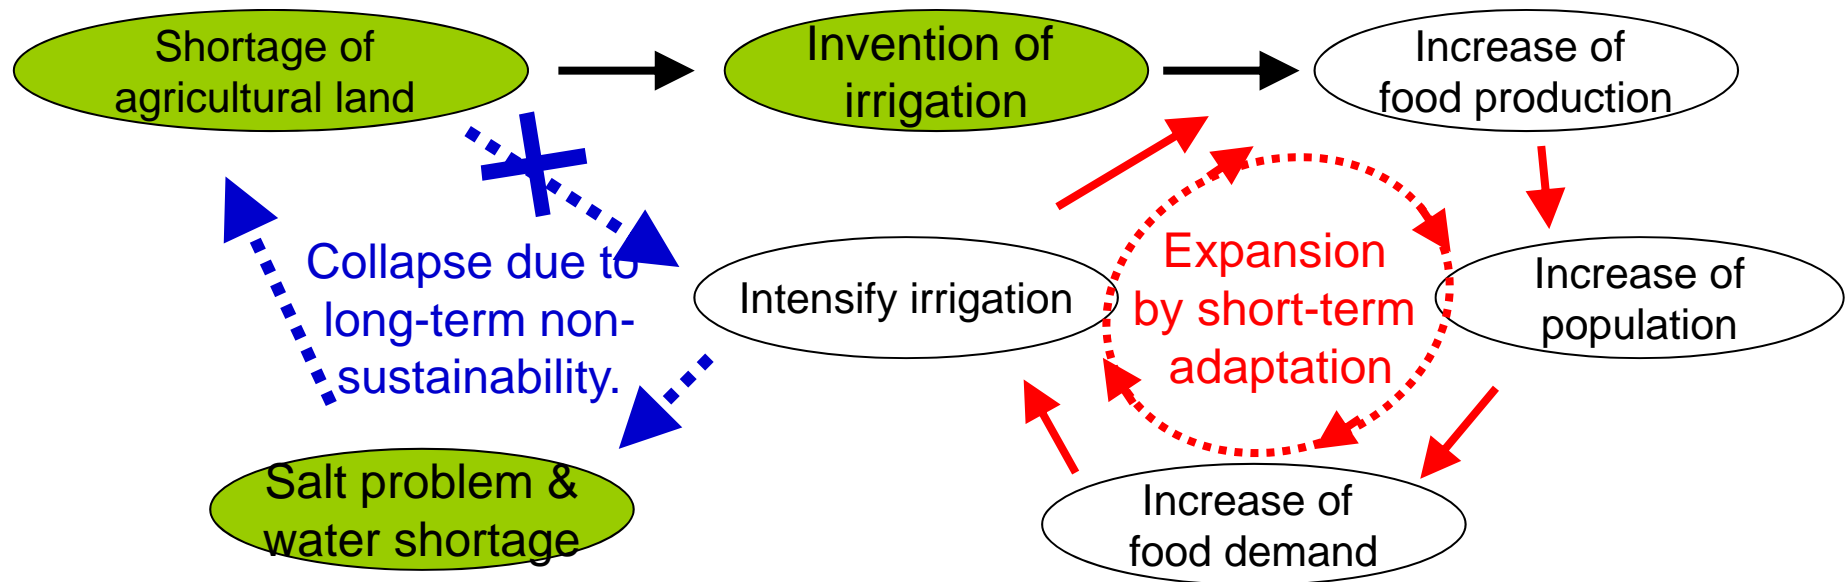 Shortage of
agricultural land
Invention of
irrigation
Increase of
food production
Collapse due to
long-term non-
sustainability.
Intensify irrigation
Expansion
by short-term
adaptation
Increase of
population
Salt problem &
water shortage
Increase of
food demand